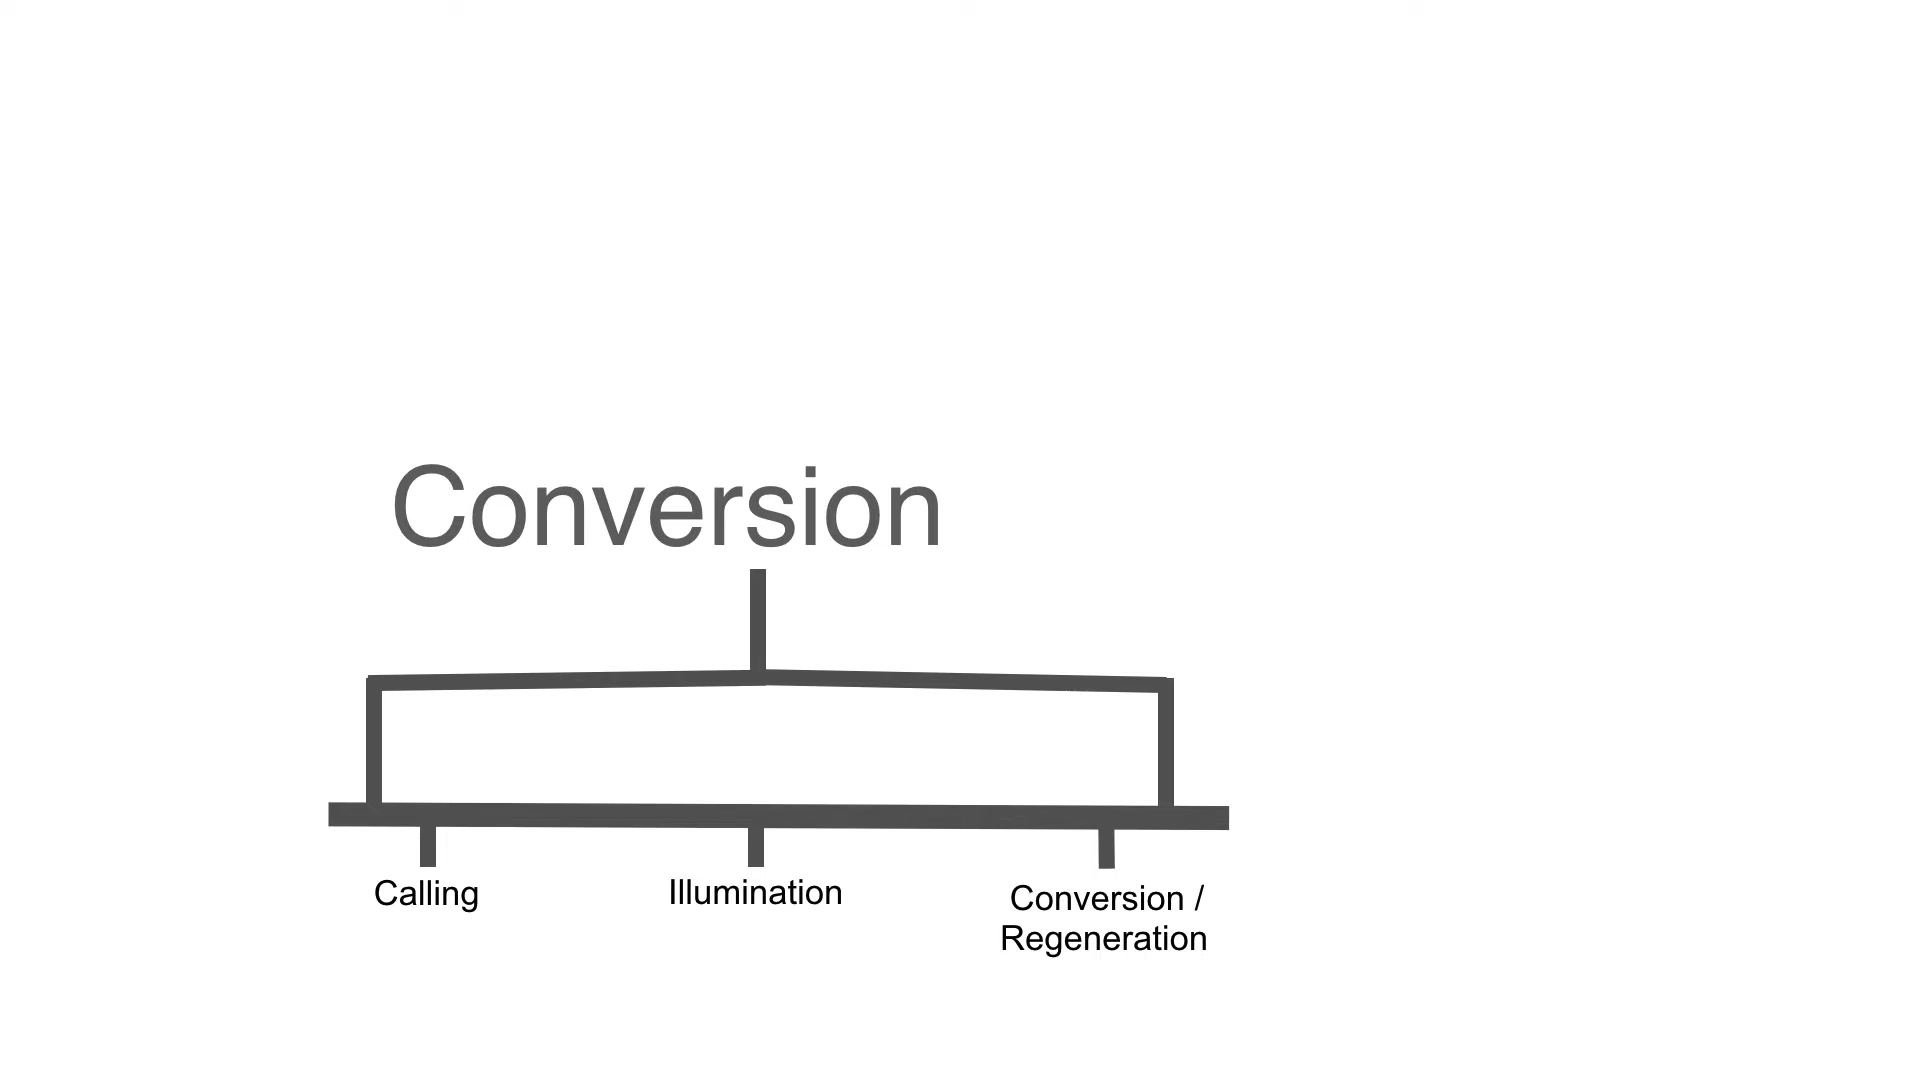 Conversion
Calling
Illumination
Conversion /
Regeneration